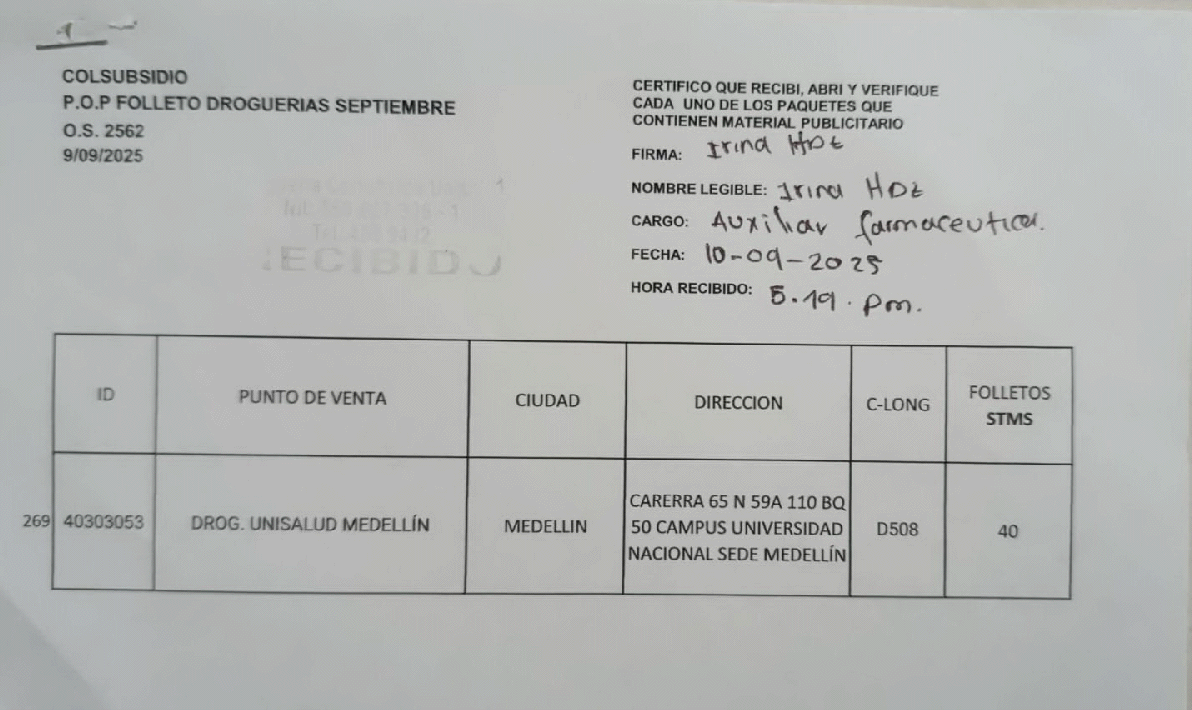 COLSUBSIDIO
P.O.P FOLLETO DROGUERIAS SEPTIEMBRE
O.S. 2562
9/09/2025
CERTIFICO QUE RECIBI, ABRI Y VERIFIQUE
CADA UNO DE LOS PAQUETES QUE
CONTIENEN MATERIAL PUBLICITARIO
FIRMA: Irina HDZ
NOMBRE LEGIBLE: Irina HDZ
CARGO: Auxiliar farmaceutica.
FECHA: 10-09-2025
HORA RECIBIDO: 5.19. pm.
ID PUNTO DE VENTA CIUDAD DIRECCION C-LONG FOLLETOS
STMS
CARERRA 65 N 59A 110 BQ
269 40303053 DROG. UNISALUD MEDELLÍN MEDELLIN 50 CAMPUS UNIVERSIDAD D508 40
NACIONAL SEDE MEDELLÍN